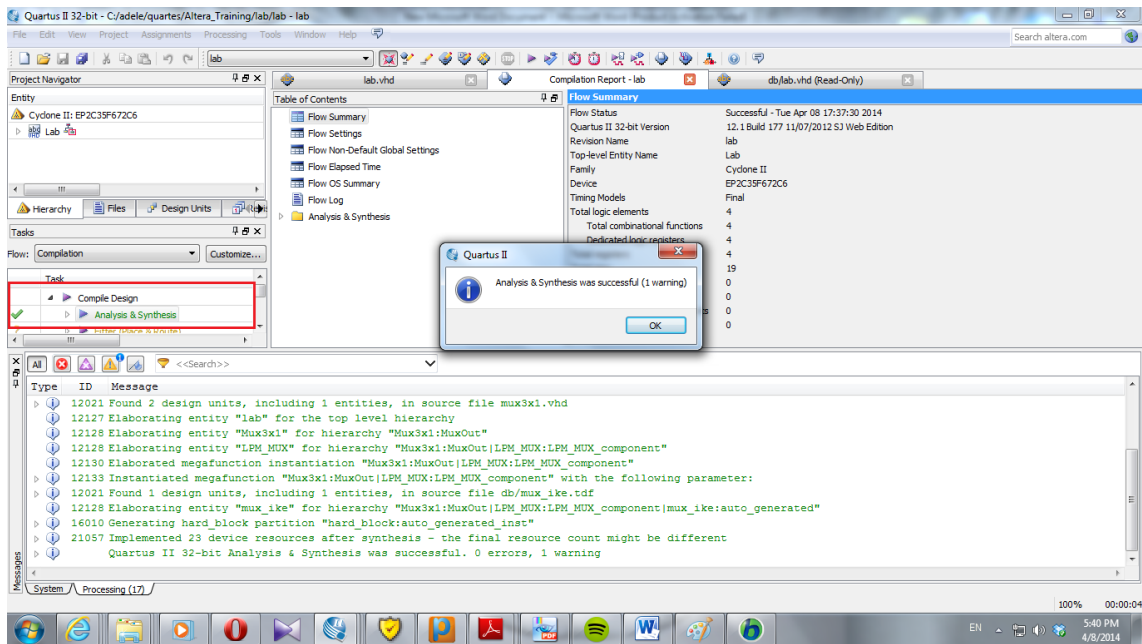 Quartus II 32-bit - C:/adele/quartes/Altera_Training/lab/lab - lab
File Edit View Project Assignments Processing Tools Window Help
Search altera.com
lab
Project Navigator
lab.vhd
Compilation Report - lab
db/lab.vhd (Read-Only)
Entity
Cyclone II: EP2C35F672C6
abd
Lab
Hierarchy
Files
Design Units
Tasks
Flow:
Compilation
Customize...
Task
Compile Design
Analysis & Synthesis
Fitter (Place & Route)
Table of Contents
Flow Summary
Flow Settings
Flow Non-Default Global Settings
Flow Elapsed Time
Flow OS Summary
Flow Log
Analysis & Synthesis
Flow Summary
Flow Status Successful - Tue Apr 08 17:37:30 2014
Quartus II 32-bit Version 12.1 Build 177 11/07/2012 SJ Web Edition
Revision Name lab
Top-level Entity Name Lab
Family Cyclone II
Device EP2C35F672C6
Timing Models Final
Total logic elements 4
Total combinational functions 4
Dedicated logic registers 4
4
19
0
0
0
0
Quartus II
Analysis & Synthesis was successful (1 warning)
OK
All
<<Search>>
Type ID Message
12021 Found 2 design units, including 1 entities, in source file mux3x1.vhd
12127 Elaborating entity "lab" for the top level hierarchy
12128 Elaborating entity "Mux3x1" for hierarchy "Mux3x1:MuxOut"
12128 Elaborating entity "LPM_MUX" for hierarchy "Mux3x1:MuxOut|LPM_MUX:LPM_MUX_component"
12130 Elaborated megafunction instantiation "Mux3x1:MuxOut|LPM_MUX:LPM_MUX_component"
12133 Instantiated megafunction "Mux3x1:MuxOut|LPM_MUX:LPM_MUX_component" with the following parameter:
12021 Found 1 design units, including 1 entities, in source file db/mux_ike.tdf
12128 Elaborating entity "mux_ike" for hierarchy "Mux3x1:MuxOut|LPM_MUX:LPM_MUX_component|mux_ike:auto_generated"
16010 Generating hard_block partition "hard_block:auto_generated_inst"
21057 Implemented 23 device resources after synthesis - the final resource count might be different
Quartus II 32-bit Analysis & Synthesis was successful. 0 errors, 1 warning
Messages
System
Processing (17)
100% 00:00:04
EN
5:40 PM
4/8/2014